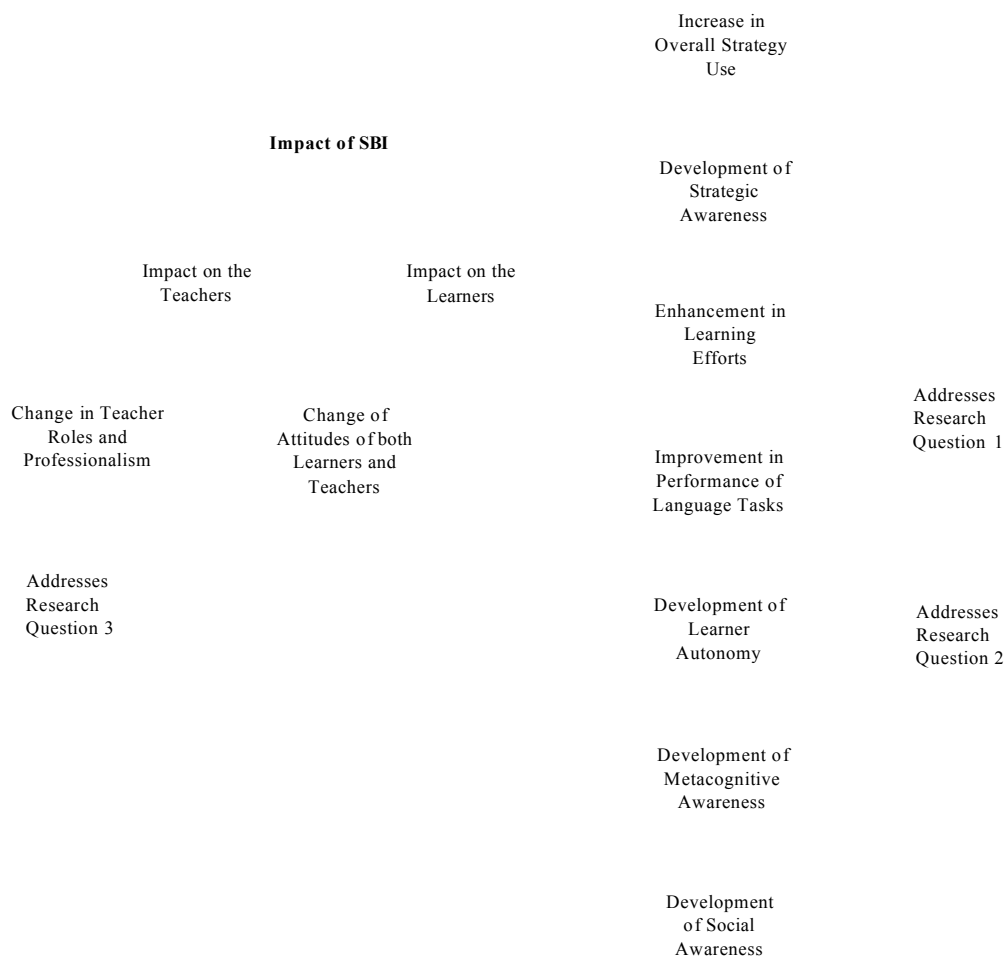 Increase in
Overall Strategy
Use
Impact of SBI
Development of
Strategic
Awareness
Impact on the
Teachers
Impact on the
Learners
Enhancement in
Learning
Efforts
Change in Teacher
Roles and
Professionalism
Change of
Attitudes of both
Learners and
Teachers
Addresses
Research
Question 1
Improvement in
Performance of
Language Tasks
Addresses
Research
Question 3
Development of
Learner
Autonomy
Addresses
Research
Question 2
Development of
Metacognitive
Awareness
Development
of Social
Awareness